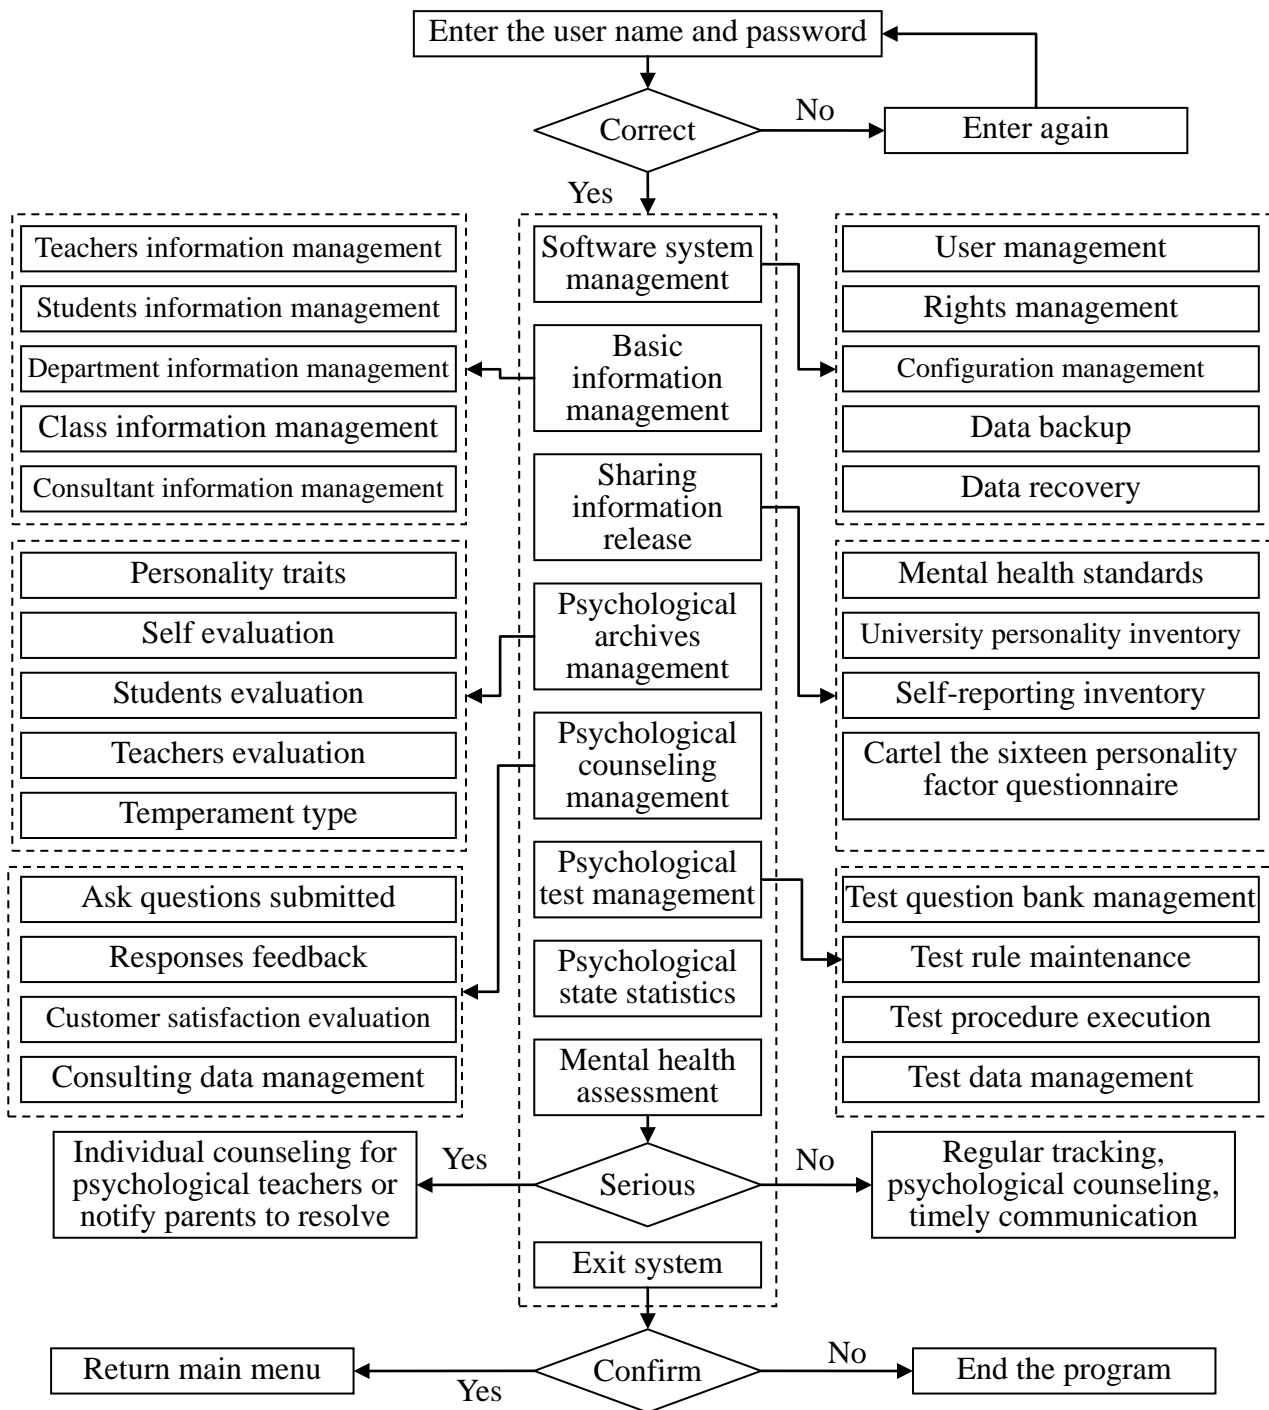 Enter the user name and password
Correct
No
Enter again
Yes
Teachers information management
Students information management
Department information management
Class information management
Consultant information management
Software system
management
Basic
information
management
Sharing
information
release
Psychological
archives
management
Psychological
counseling
management
Psychological
test management
Psychological
state statistics
Mental health
assessment
User management
Rights management
Configuration management
Data backup
Data recovery
Personality traits
Self evaluation
Students evaluation
Teachers evaluation
Temperament type
Mental health standards
University personality inventory
Self-reporting inventory
Cartel the sixteen personality
factor questionnaire
Ask questions submitted
Responses feedback
Customer satisfaction evaluation
Consulting data management
Test question bank management
Test rule maintenance
Test procedure execution
Test data management
Individual counseling for
psychological teachers or
notify parents to resolve
Yes
Serious
No
Regular tracking,
psychological counseling,
timely communication
Exit system
Return main menu
Yes
Confirm
No
End the program